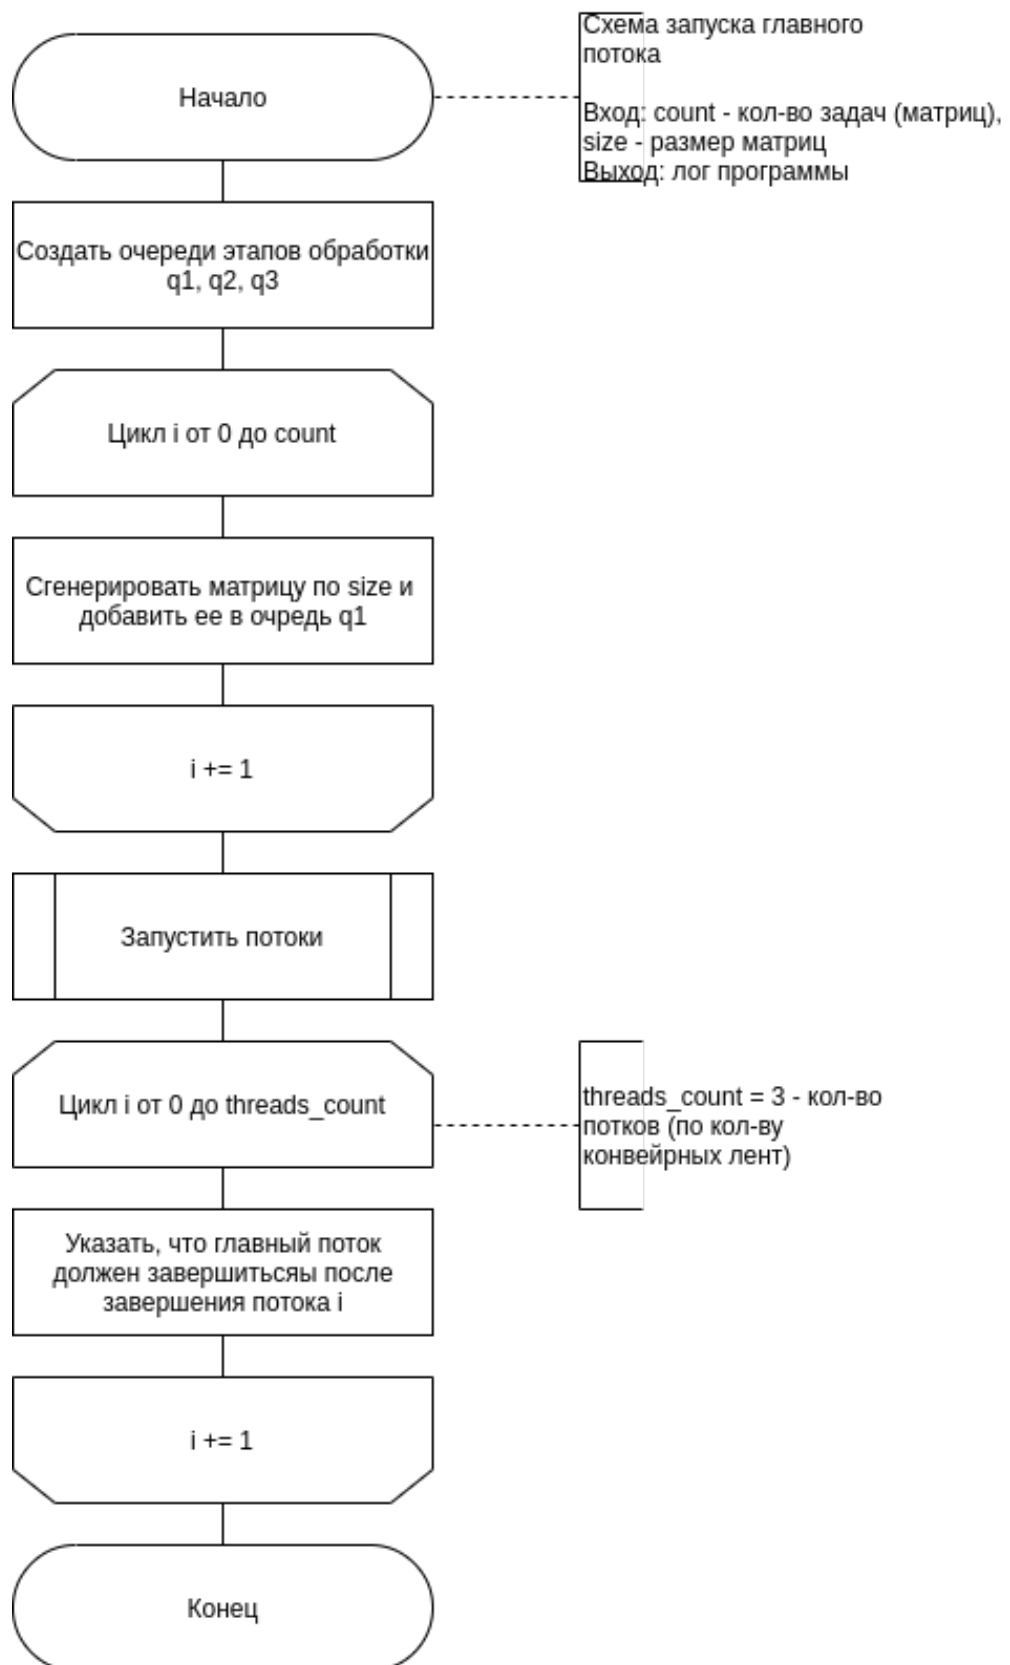 Начало
Схема запуска главного
потока
Вход: count - кол-во задач (матриц),
size - размер матриц
Выход: лог программы
Создать очереди этапов обработки
q1, q2, q3
Цикл i от 0 до count
Сгенерировать матрицу по size и
добавить ее в очредь q1
i += 1
Запустить потоки
Цикл i от 0 до threads_count
threads_count = 3 - кол-во
потков (по кол-ву
конвейрных лент)
Указать, что главный поток
должен завершитьсяы после
завершения потока i
i += 1
Конец